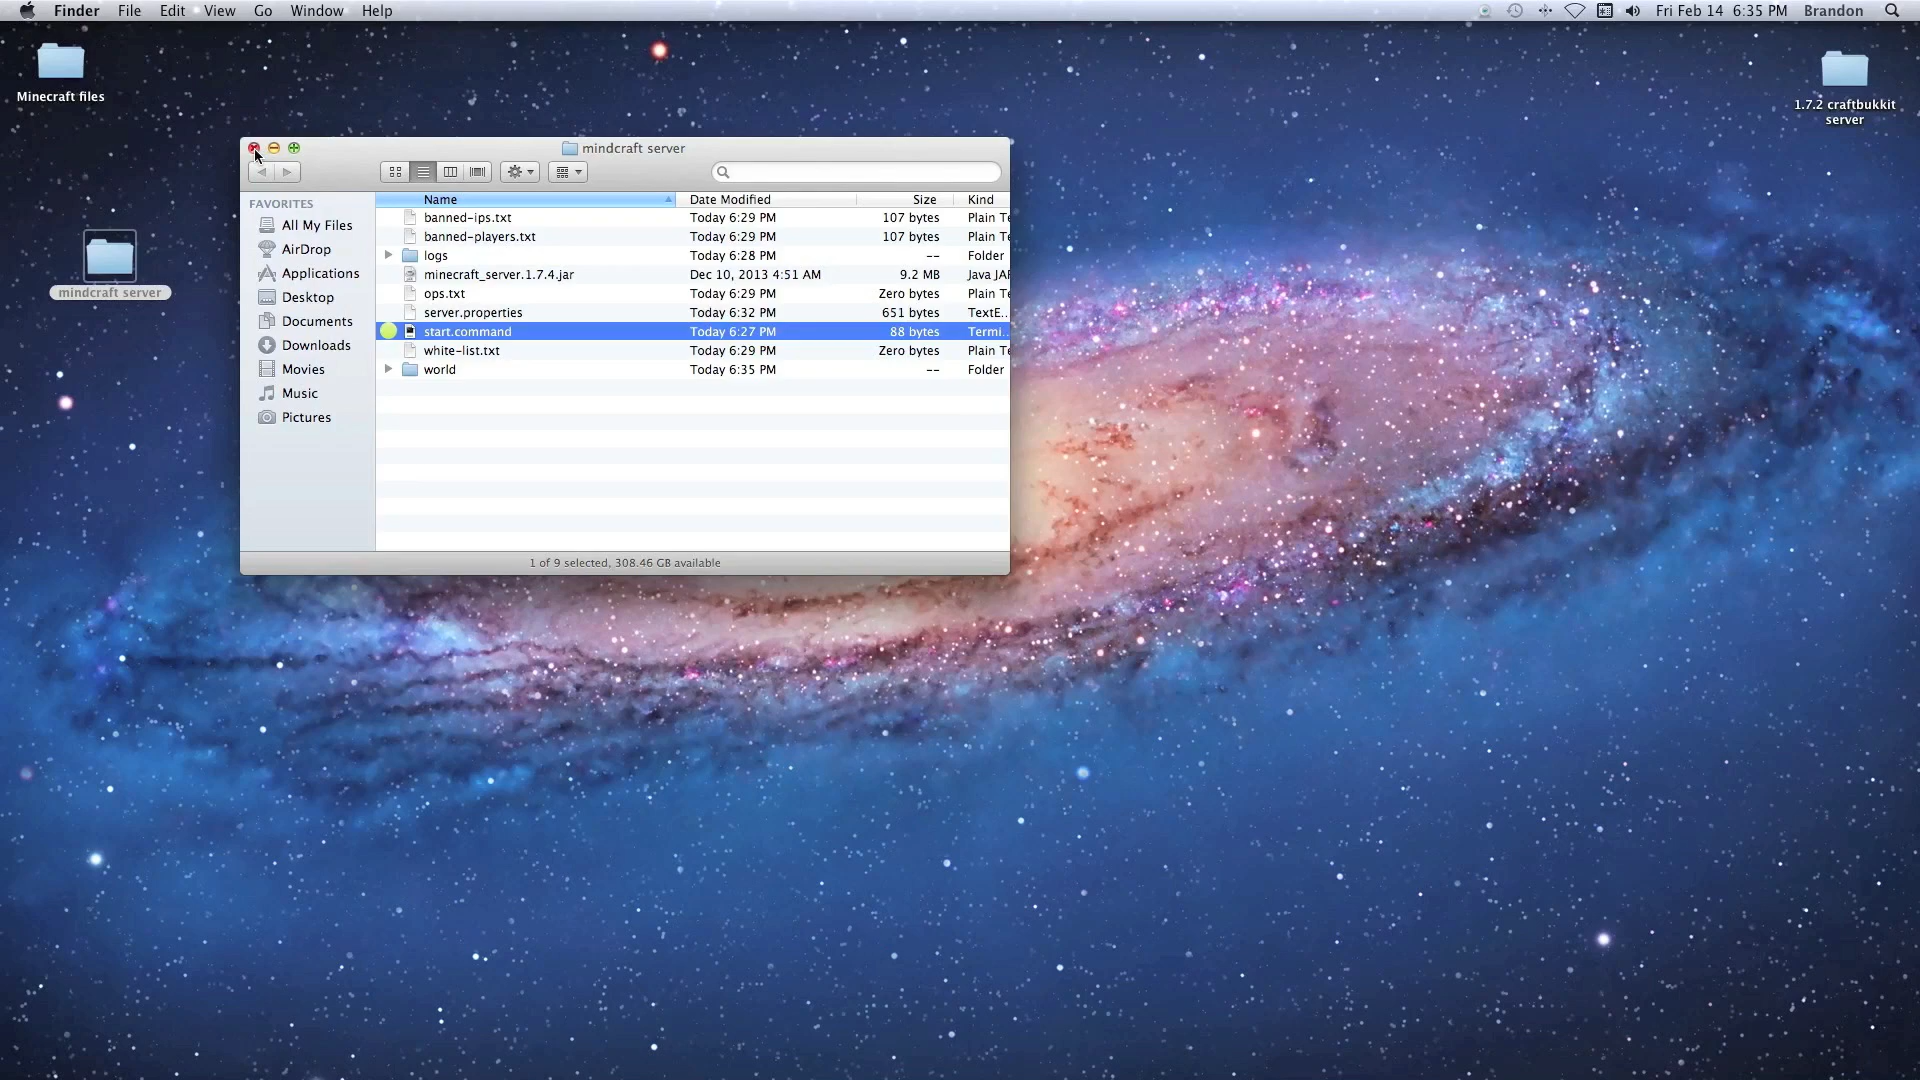 Finder File Edit View Go Window Help Fri Feb 14 6:35 PM Brandon
Minecraft files
1.7.2 craftbukkit
server
mindcraft server
mindcraft server
FAVORITES
All My Files
AirDrop
Applications
Desktop
Documents
Downloads
Movies
Music
Pictures
Name Date Modified Size Kind
banned-ips.txt Today 6:29 PM 107 bytes Plain Te
banned-players.txt Today 6:29 PM 107 bytes Plain Te
logs Today 6:28 PM -- Folder
minecraft_server.1.7.4.jar Dec 10, 2013 4:51 AM 9.2 MB Java JAR
ops.txt Today 6:29 PM Zero bytes Plain Te
server.properties Today 6:32 PM 651 bytes TextE...
start.command Today 6:27 PM 88 bytes Termi...
white-list.txt Today 6:29 PM Zero bytes Plain Te
world Today 6:35 PM -- Folder
1 of 9 selected, 308.46 GB available